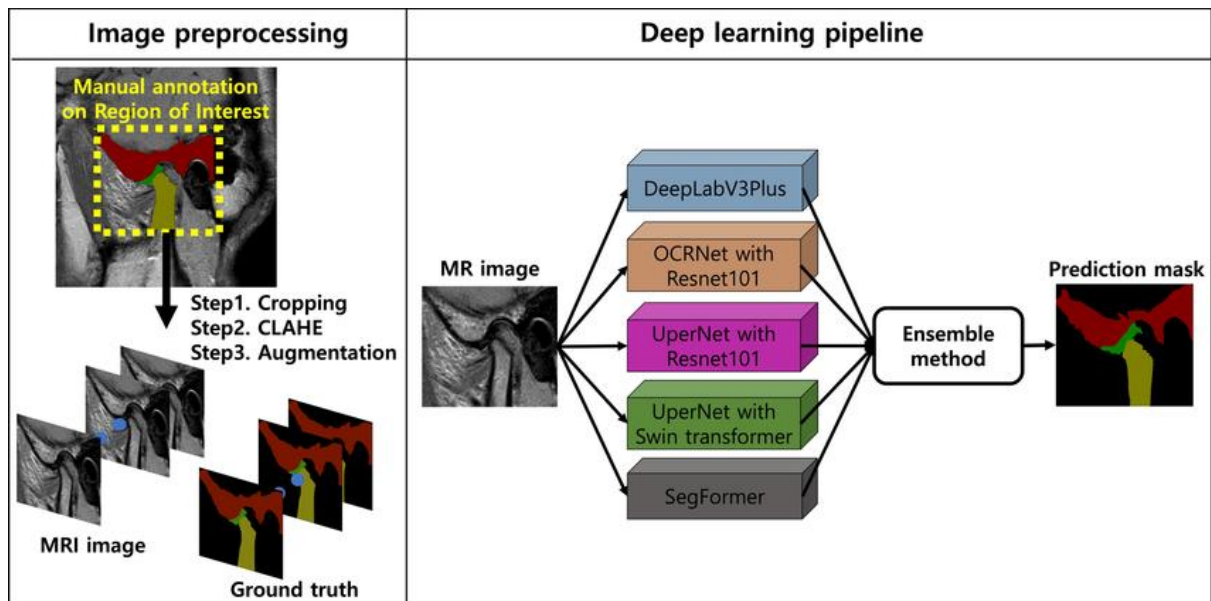 Image preprocessing
Deep learning pipeline
Manual annotation
on Region of Interest
Step1. Cropping
Step2. CLAHE
Step3. Augmentation
MRI image
Ground truth
MR image
DeepLabV3Plus
OCRNet with
Resnet101
UperNet with
Resnet101
UperNet with
Swin transformer
SegFormer
Ensemble
method
Prediction mask